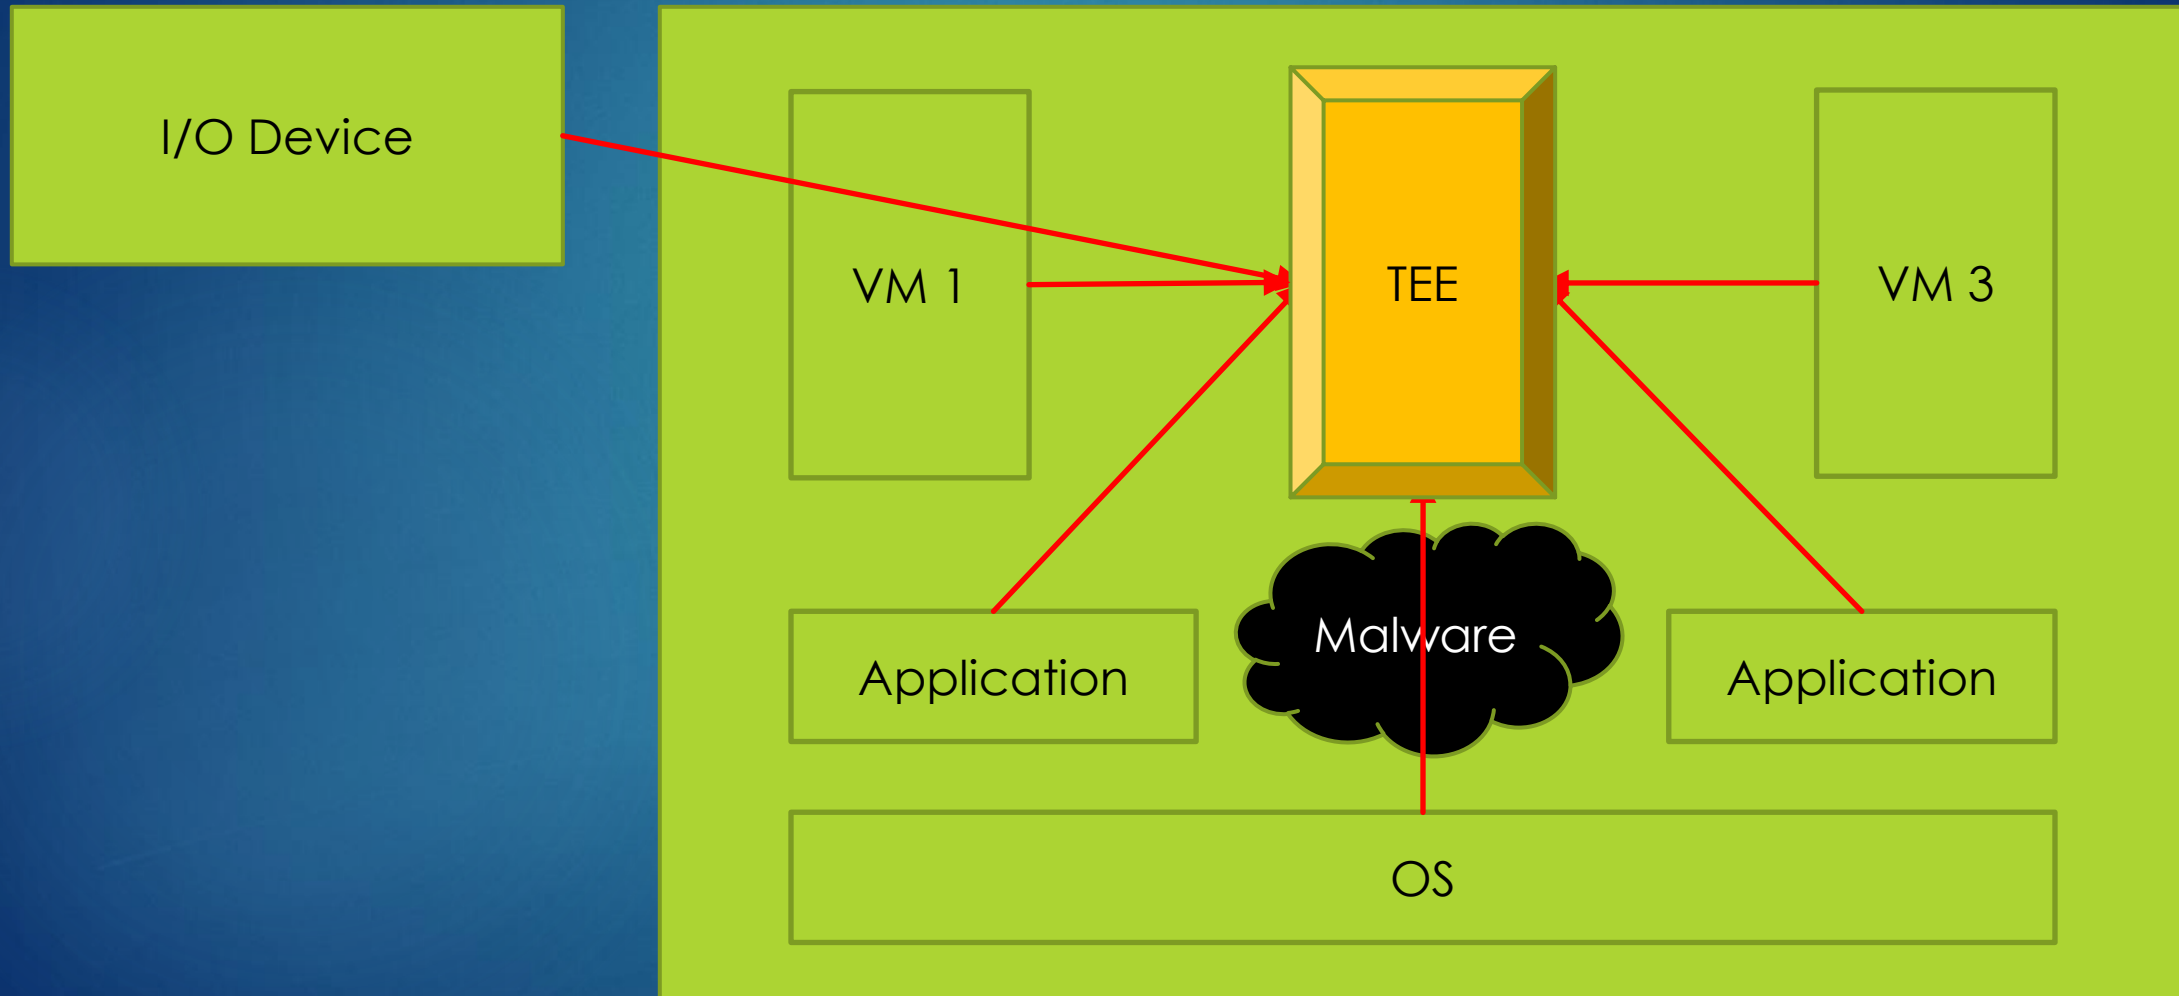 I/O Device
VM 1
TEE
VM 3
Malware
Application
Application
OS